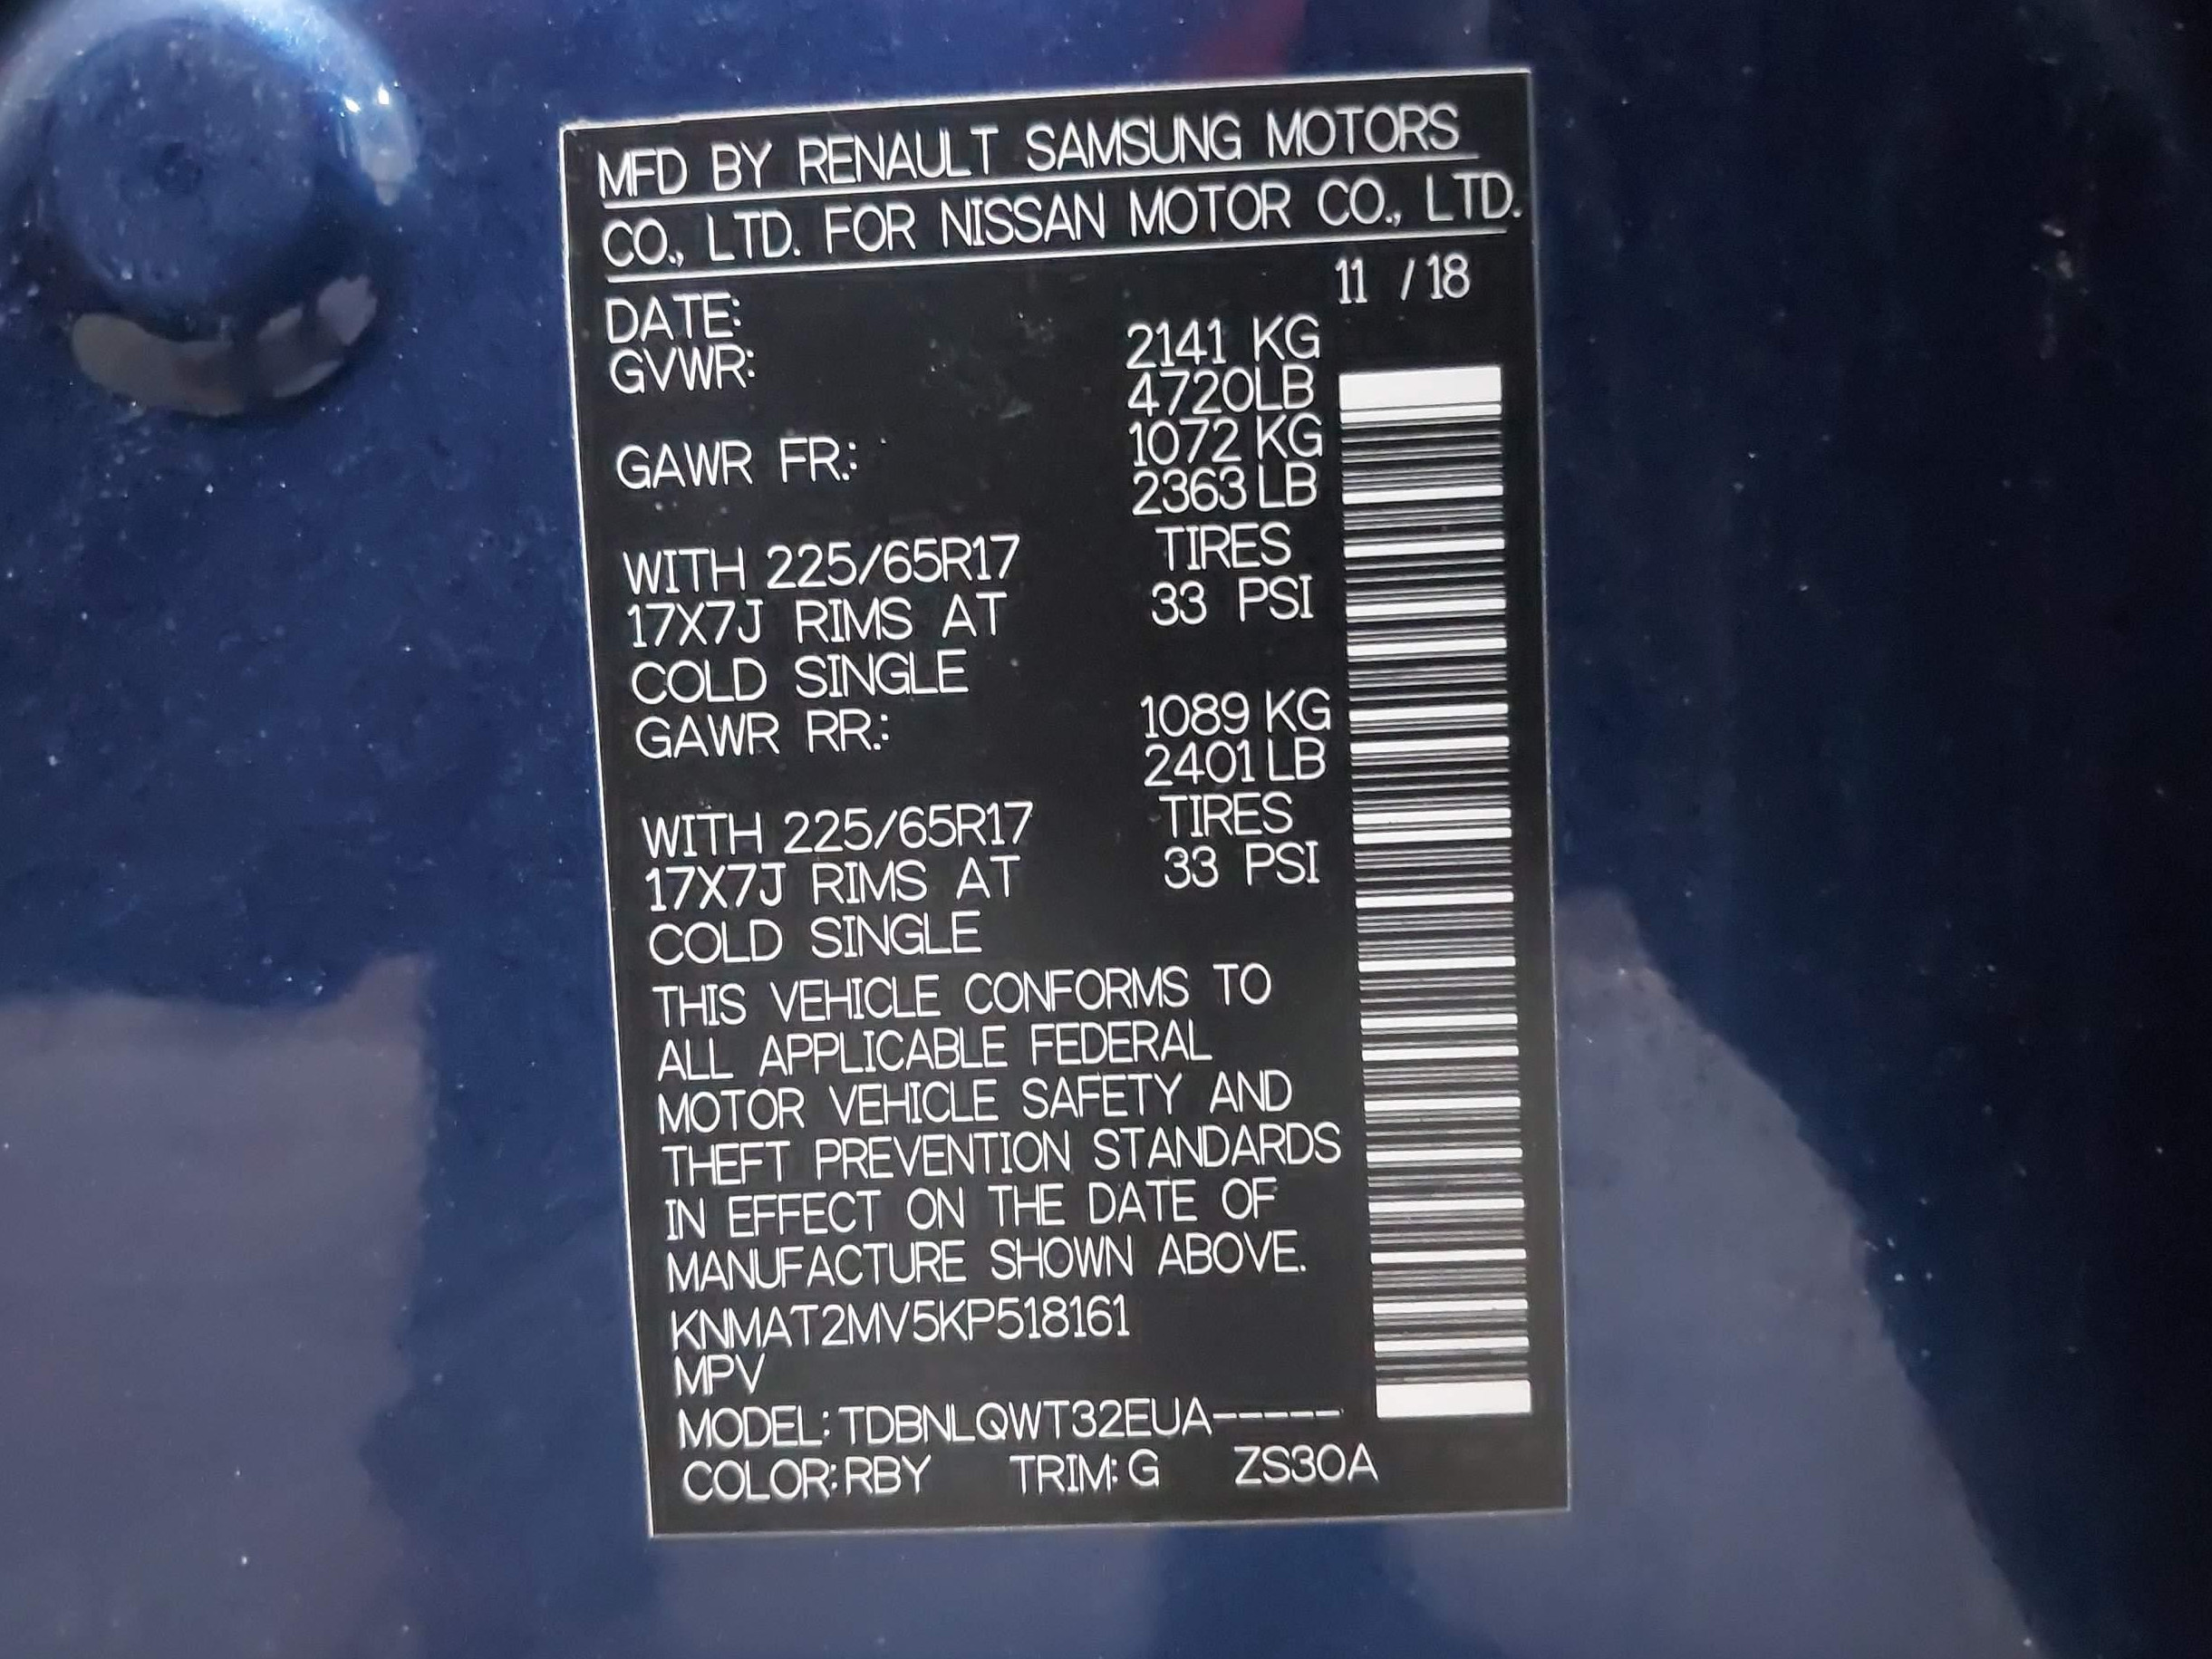 MFD BY RENAULT SAMSUNG MOTORS
CO., LTD. FOR NISSAN MOTOR CO., LTD.
DATE: 11 / 18
GVWR: 2141 KG
4720LB
GAWR FR.: 1072 KG
2363 LB
WITH 225/65R17 TIRES
17X7J RIMS AT 33 PSI
COLD SINGLE
GAWR RR.: 1089 KG
2401 LB
WITH 225/65R17 TIRES
17X7J RIMS AT 33 PSI
COLD SINGLE
THIS VEHICLE CONFORMS TO
ALL APPLICABLE FEDERAL
MOTOR VEHICLE SAFETY AND
THEFT PREVENTION STANDARDS
IN EFFECT ON THE DATE OF
MANUFACTURE SHOWN ABOVE.
KNMAT2MV5KP518161
MPV
MODEL: TDBNLQWT32EUA-----
COLOR: RBY TRIM: G ZS30A